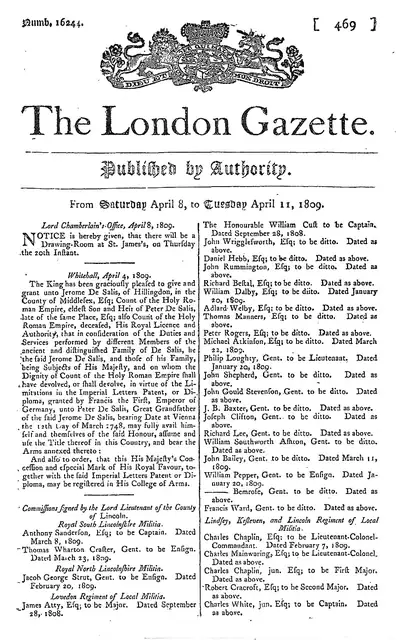 Numb. 16244.
[ 469 ]
DIEU ET MON DROIT
The London Gazette.
Published by Authority.
From Saturday April 8, to Tuesday April 11, 1809.
Lord Chamberlain's-Office, April 8, 1809.
NOTICE is hereby given, that there will be a
Drawing-Room at St. James's, on Thursday
the 20th Instant.
Whitehall, April 4, 1809.
The King has been graciously pleased to give and
grant unto Jerome De Salis, of Hillingdon, in the
County of Middlesex, Esq; Count of the Holy Ro-
man Empire, eldest Son and Heir of Peter De Salis,
late of the same Place, Esq; also Count of the Holy
Roman Empire, deceased, His Royal Licence and
Authority, that in consideration of the Duties and
Services performed by different Members of the
ancient and distinguished Family of De Salis, he
the said Jerome De Salis, and those of his Family,
being Subjects of His Majesty, and on whom the
Dignity of Count of the Holy Roman Empire shall
have devolved, or shall devolve, in virtue of the Li-
mitations in the Imperial Letters Patent, or Di-
ploma, granted by Francis the First, Emperor of
Germany, unto Peter De Salis, Great Grandfather
of the said Jerome De Salis, bearing Date at Vienna
the 12th Day of March 1748, may fully avail him-
self and themselves of the said Honour, assume and
use the Title thereof in this Country, and bear the
Arms annexed thereto:
And also to order, that this His Majesty's Con-
cession and especial Mark of His Royal Favour, to-
gether with the said Imperial Letters Patent or Di-
ploma, may be registered in His College of Arms.
Commissions signed by the Lord Lieutenant of the County
of Lincoln.
Royal South Lincolnshire Militia.
Anthony Sanderson, Esq; to be Captain. Dated
March 8, 1809.
Thomas Wharton Craster, Gent. to be Ensign.
Dated March 23, 1809.
Royal North Lincolnshire Militia.
Jacob George Strut, Gent. to be Ensign. Dated
February 20, 1809.
Loveden Regiment of Local Militia.
James Atty, Esq; to be Major. Dated September
28, 1808.
The Honourable William Cust to be Captain.
Dated September 28, 1808.
John Wrigglesworth, Esq; to be ditto. Dated as
above.
Daniel Hebb, Esq; to be ditto. Dated as above.
John Rummington, Esq; to be ditto. Dated as
above.
Richard Bestal, Esq; to be ditto. Dated as above.
William Dalby, Esq; to be ditto. Dated January
20, 1809.
Adlard Welby, Esq; to be ditto. Dated as above.
Thomas Manners, Esq; to be ditto. Dated as
above.
Peter Rogers, Esq; to be ditto. Dated as above.
Michael Atkinson, Esq; to be ditto. Dated March
22, 1809.
Philip Loughry, Gent. to be Lieutenant. Dated
January 20, 1809.
John Shepherd, Gent. to be ditto. Dated as
above.
John Gould Stevenson, Gent. to be ditto. Dated
as above.
J. B. Baxter, Gent. to be ditto. Dated as above.
Joseph Clifton, Gent. to be ditto. Dated as
above.
Richard Lee, Gent. to be ditto. Dated as above.
William Southworth Ashton, Gent. to be ditto.
Dated as above.
John Bailey, Gent. to be ditto. Dated March 11,
1809.
William Pepper, Gent. to be Ensign. Dated Ja-
nuary 20, 1809.
—— Bemrose, Gent. to be ditto. Dated as
above.
Francis Ward, Gent. to be ditto. Dated as above.
Lindsey, Kesteven, and Lincoln Regiment of Local
Militia.
Charles Chaplin, Esq; to be Lieutenant-Colonel-
Commandant. Dated February 7, 1809.
Charles Mainwaring, Esq; to be Lieutenant-Colonel.
Dated as above.
Charles Chaplin, jun. Esq; to be First Major.
Dated as above.
Robert Cracroft, Esq; to be Second Major. Dated
as above.
Charles White, jun. Esq; to be Captain. Dated
as above.